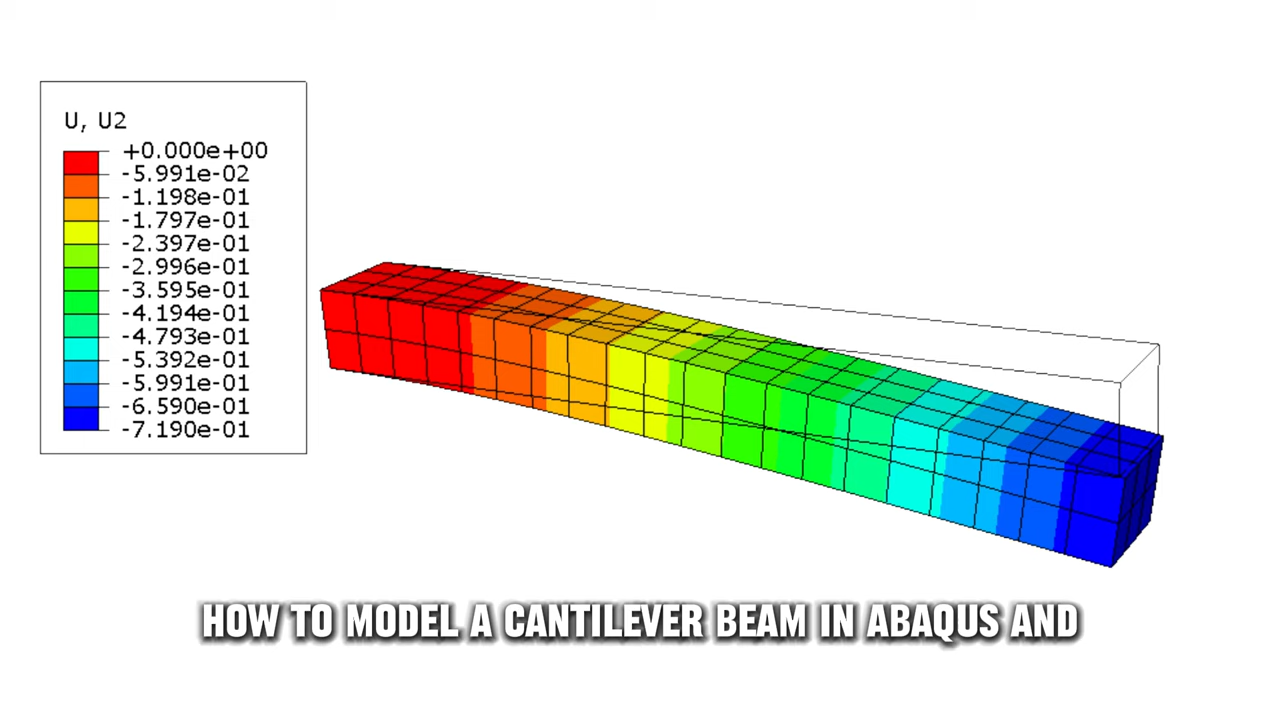 U, U2
+0.000e+00
-5.991e-02
-1.198e-01
-1.797e-01
-2.397e-01
-2.996e-01
-3.595e-01
-4.194e-01
-4.793e-01
-5.392e-01
-5.991e-01
-6.590e-01
-7.190e-01
HOW TO MODEL A CANTILEVER BEAM IN ABAQUS AND